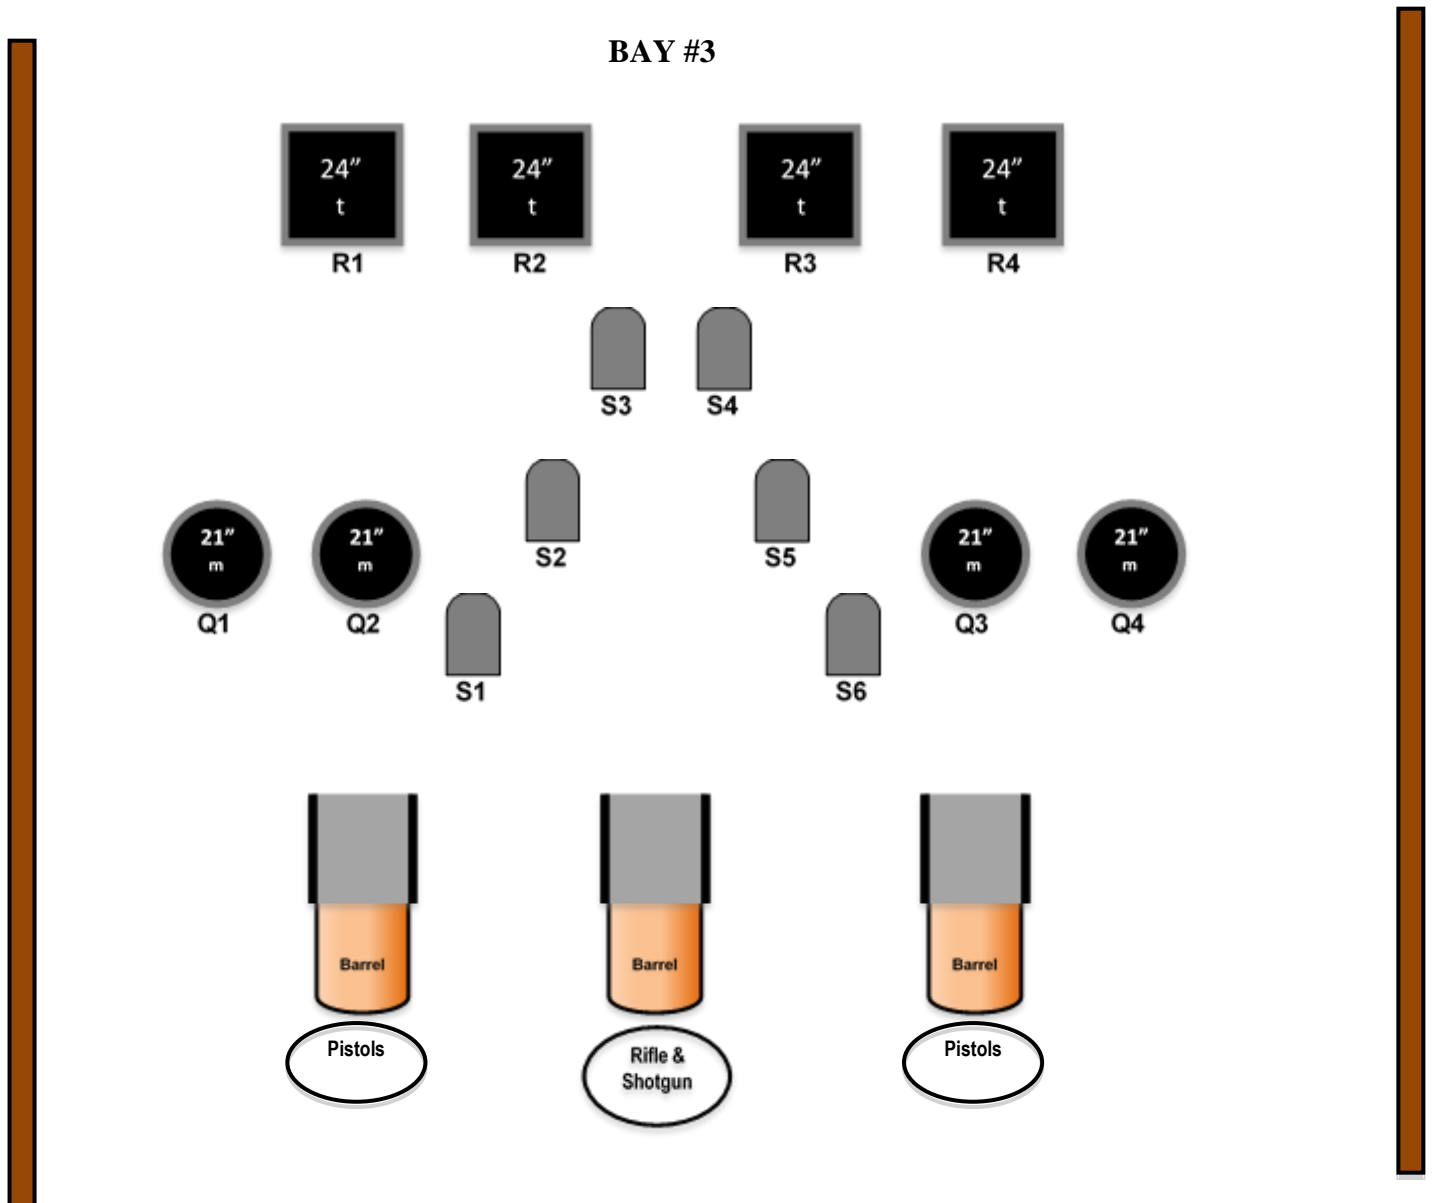 BAY #3
24”
t
24”
t
24”
t
24”
t
R1
R2
R3
R4
S3
S4
S2
S5
21”
m
21”
m
21”
m
21”
m
Q1
Q2
Q3
Q4
S1
S6
Barrel
Barrel
Barrel
Pistols
Rifle &
Shotgun
Pistols